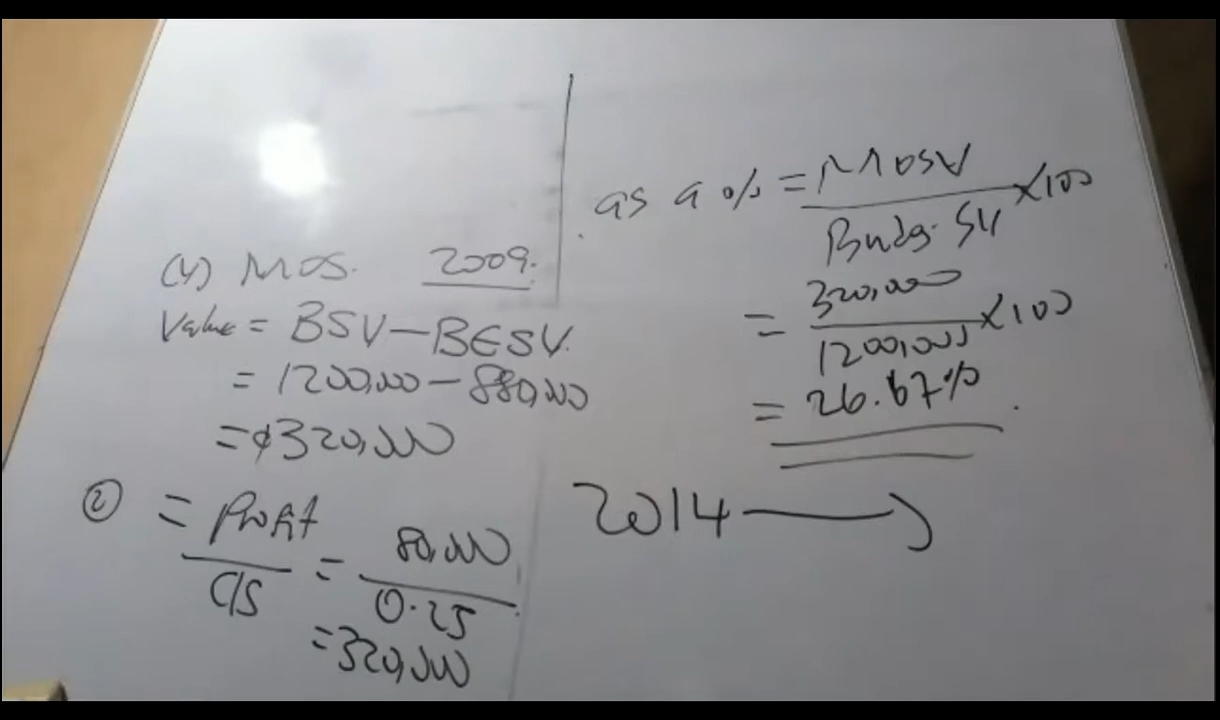 (4) MOS. 2009.
Value = BSV – BESV.
= 1200,000 – 880,000
= ¢320,000
② = Profit / C/S = 80,000 / 0.25
= 320,000
as a % = MOSV / Budg. SV × 100
= 320,000 / 1200,000 × 100
= 26.67%
2014 →